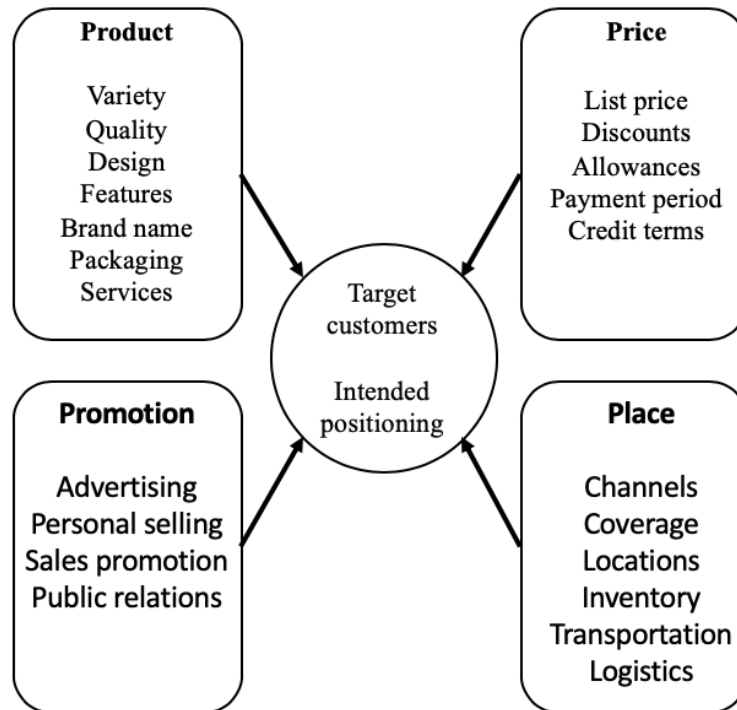 Product
Variety
Quality
Design
Features
Brand name
Packaging
Services
Price
List price
Discounts
Allowances
Payment period
Credit terms
Target
customers
Intended
positioning
Promotion
Advertising
Personal selling
Sales promotion
Public relations
Place
Channels
Coverage
Locations
Inventory
Transportation
Logistics